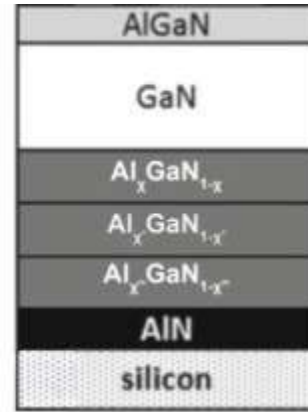 AlGaN
GaN
AlₓGaN₁₋ₓ
Alₓ'GaN₁₋ₓ'
Alₓ''GaN₁₋ₓ''
AlN
silicon